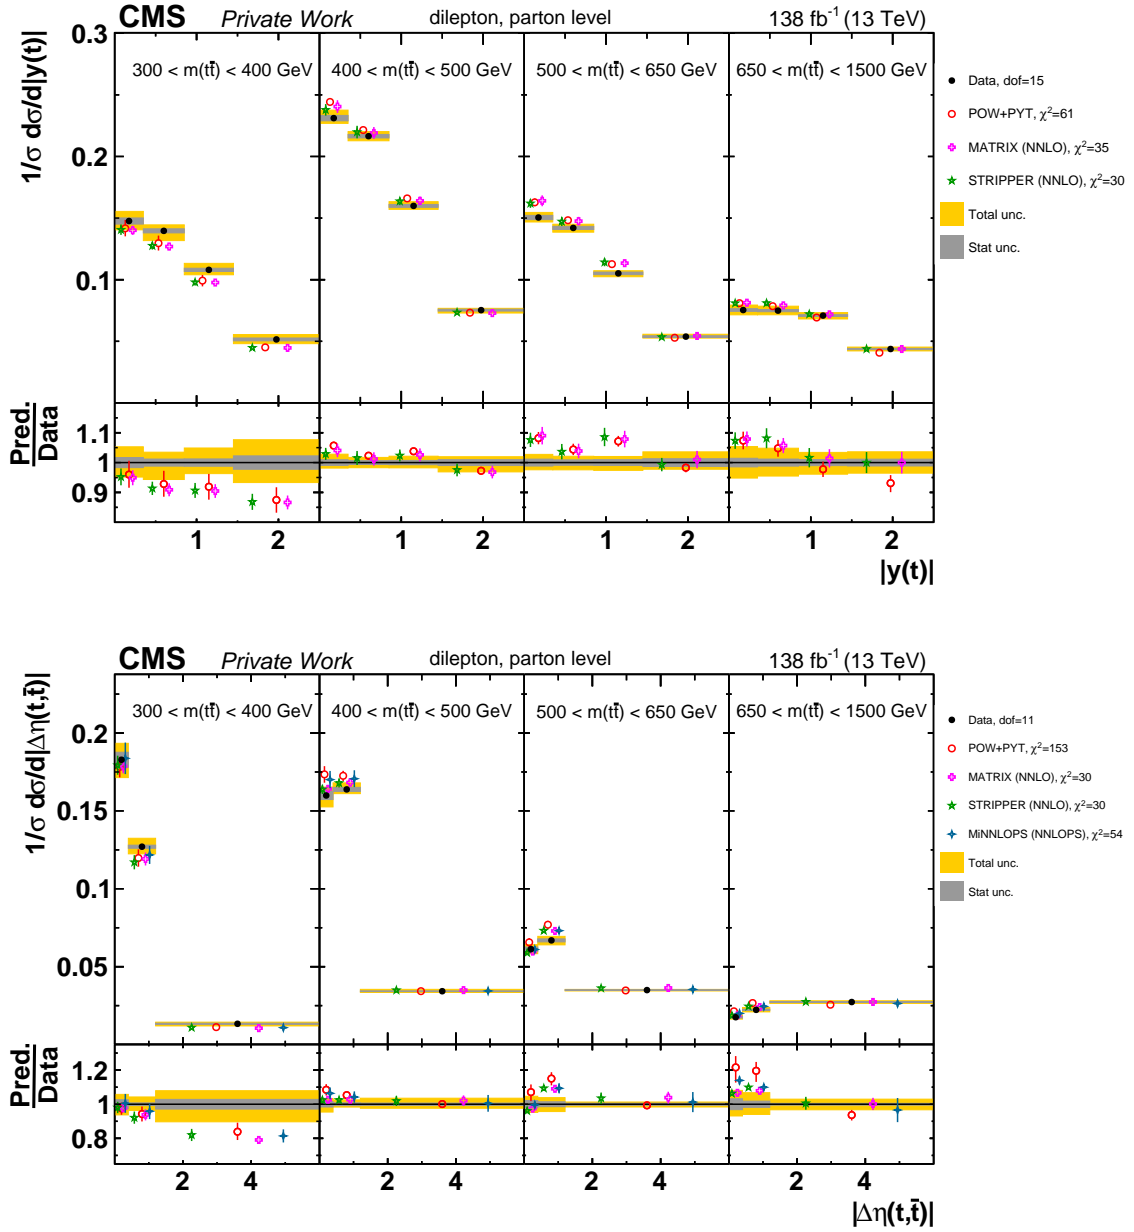 CMS Private Work dilepton, parton level 138 fb⁻¹ (13 TeV)
1/σ dσ/d|y(t)|
0.3
0.2
0.1
300 < m(tt̄) < 400 GeV
400 < m(tt̄) < 500 GeV
500 < m(tt̄) < 650 GeV
650 < m(tt̄) < 1500 GeV
Data, dof=15
POW+PYT, χ²=61
MATRIX (NNLO), χ²=35
STRIPPER (NNLO), χ²=30
Total unc.
Stat unc.
Pred.
Data
1.1
1
0.9
1 2 1 2 1 2 1 2
|y(t)|
CMS Private Work dilepton, parton level 138 fb⁻¹ (13 TeV)
1/σ dσ/d|Δη(t,t̄)|
0.2
0.15
0.1
0.05
300 < m(tt̄) < 400 GeV
400 < m(tt̄) < 500 GeV
500 < m(tt̄) < 650 GeV
650 < m(tt̄) < 1500 GeV
Data, dof=11
POW+PYT, χ²=153
MATRIX (NNLO), χ²=30
STRIPPER (NNLO), χ²=30
MiNNLOPS (NNLOPS), χ²=54
Total unc.
Stat unc.
Pred.
Data
1.2
1.0
0.8
2 4 2 4 2 4 2 4
|Δη(t,t̄)|